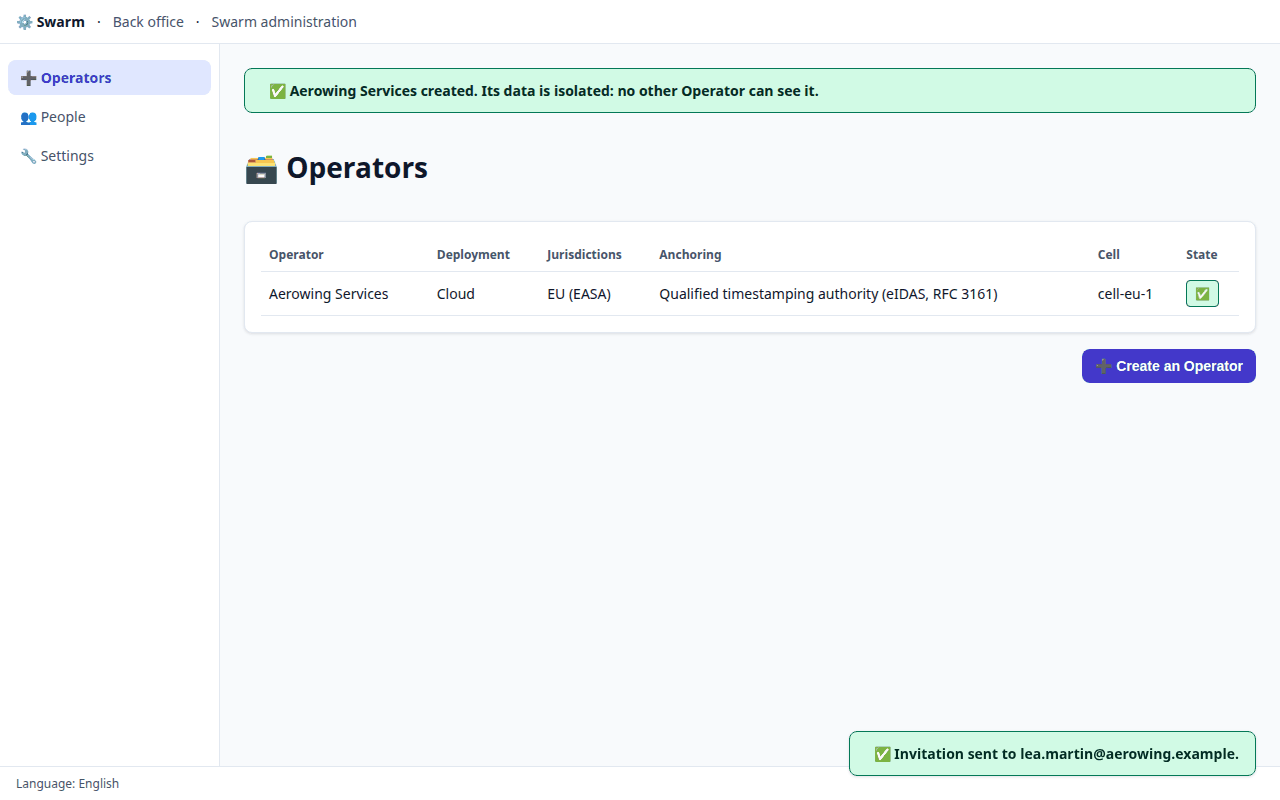 ⚙️ Swarm · Back office · Swarm administration
➕ Operators
👥 People
🔧 Settings
✅ Aerowing Services created. Its data is isolated: no other Operator can see it.
🗃️ Operators
Operator Deployment Jurisdictions Anchoring Cell State
Aerowing Services Cloud EU (EASA) Qualified timestamping authority (eIDAS, RFC 3161) cell-eu-1 ✅
➕ Create an Operator
✅ Invitation sent to lea.martin@aerowing.example.
Language: English